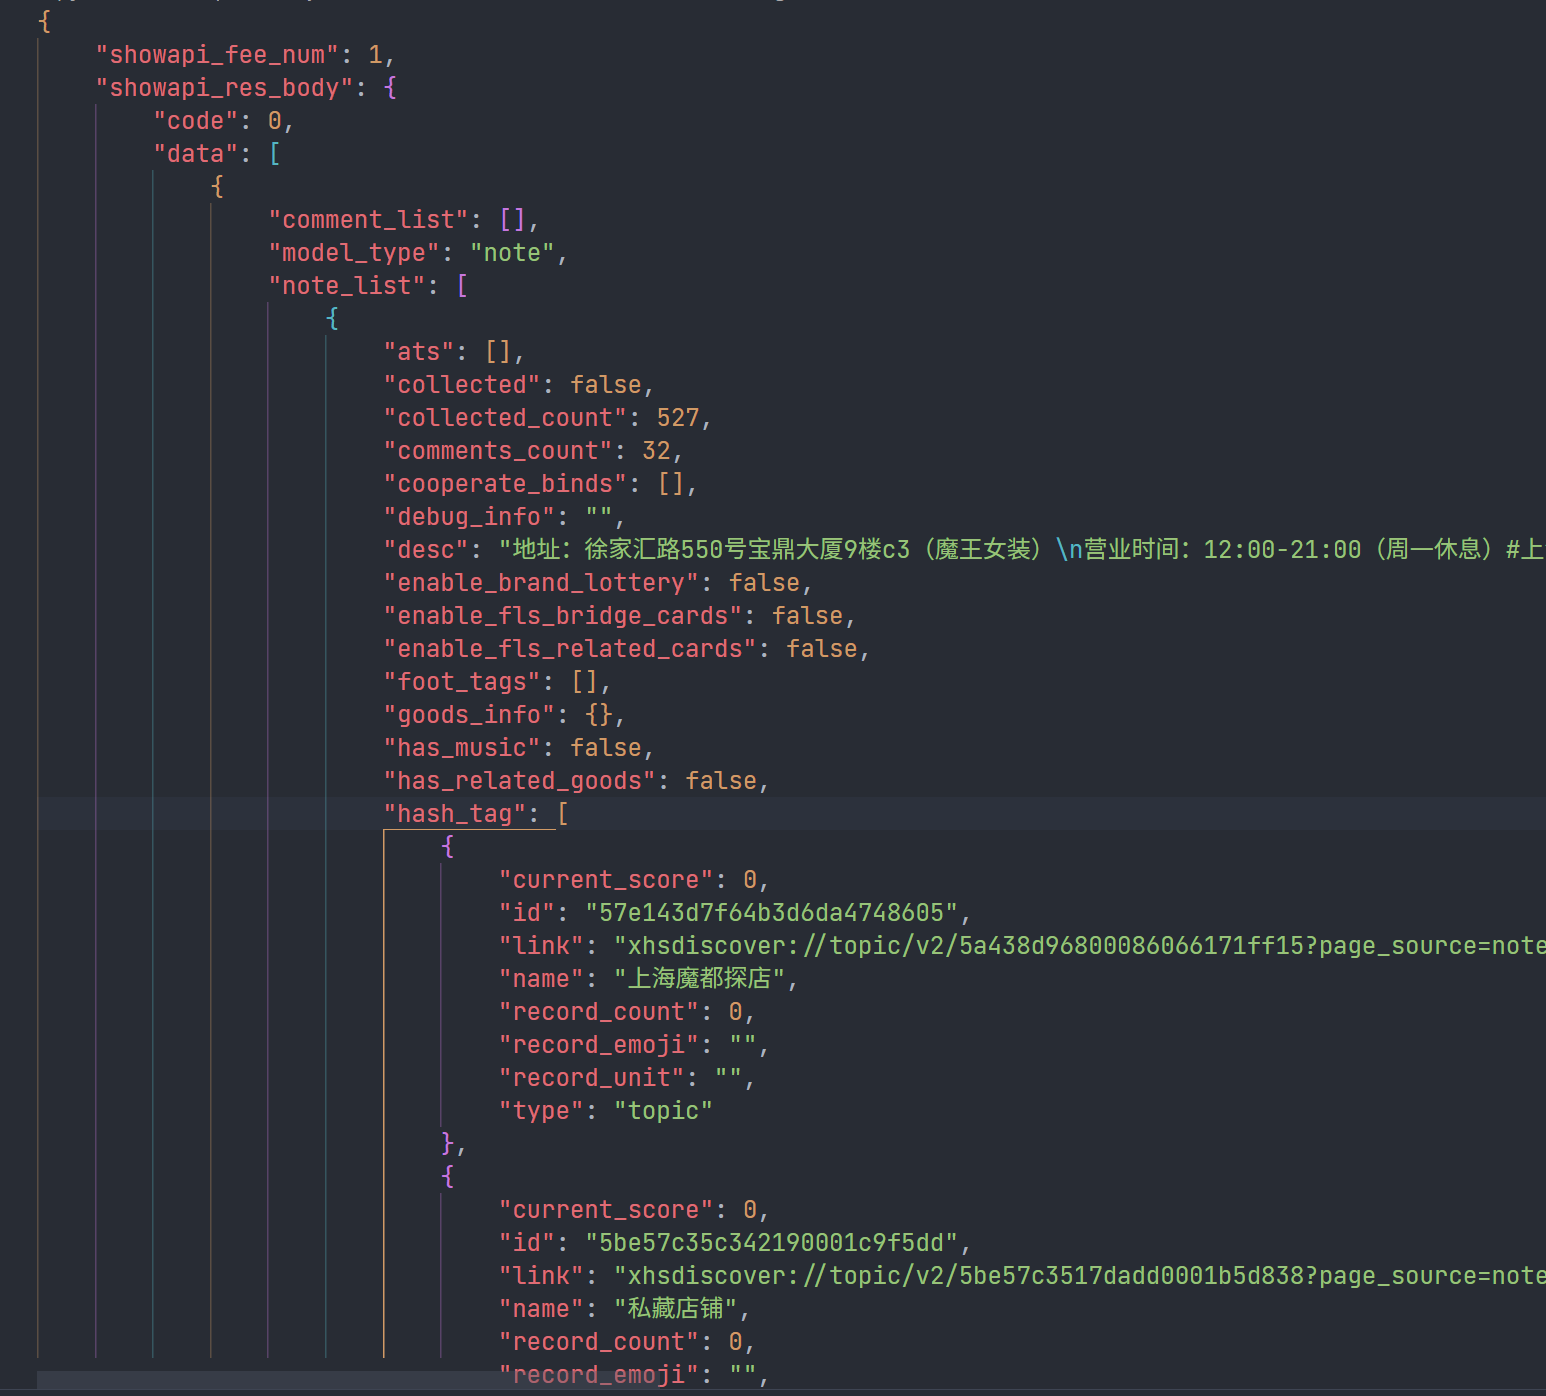 {
"showapi_fee_num": 1,
"showapi_res_body": {
"code": 0,
"data": [
{
"comment_list": [],
"model_type": "note",
"note_list": [
{
"ats": [],
"collected": false,
"collected_count": 527,
"comments_count": 32,
"cooperate_binds": [],
"debug_info": "",
"desc": "地址：徐家汇路550号宝鼎大厦9楼c3（魔王女装）\n营业时间：12:00-21:00（周一休息）#上
"enable_brand_lottery": false,
"enable_fls_bridge_cards": false,
"enable_fls_related_cards": false,
"foot_tags": [],
"goods_info": {},
"has_music": false,
"has_related_goods": false,
"hash_tag": [
{
"current_score": 0,
"id": "57e143d7f64b3d6da4748605",
"link": "xhsdiscover://topic/v2/5a438d96800086066171ff15?page_source=note
"name": "上海魔都探店",
"record_count": 0,
"record_emoji": "",
"record_unit": "",
"type": "topic"
},
{
"current_score": 0,
"id": "5be57c35c342190001c9f5dd",
"link": "xhsdiscover://topic/v2/5be57c3517dadd0001b5d838?page_source=note
"name": "私藏店铺",
"record_count": 0,
"record_emoji": "",